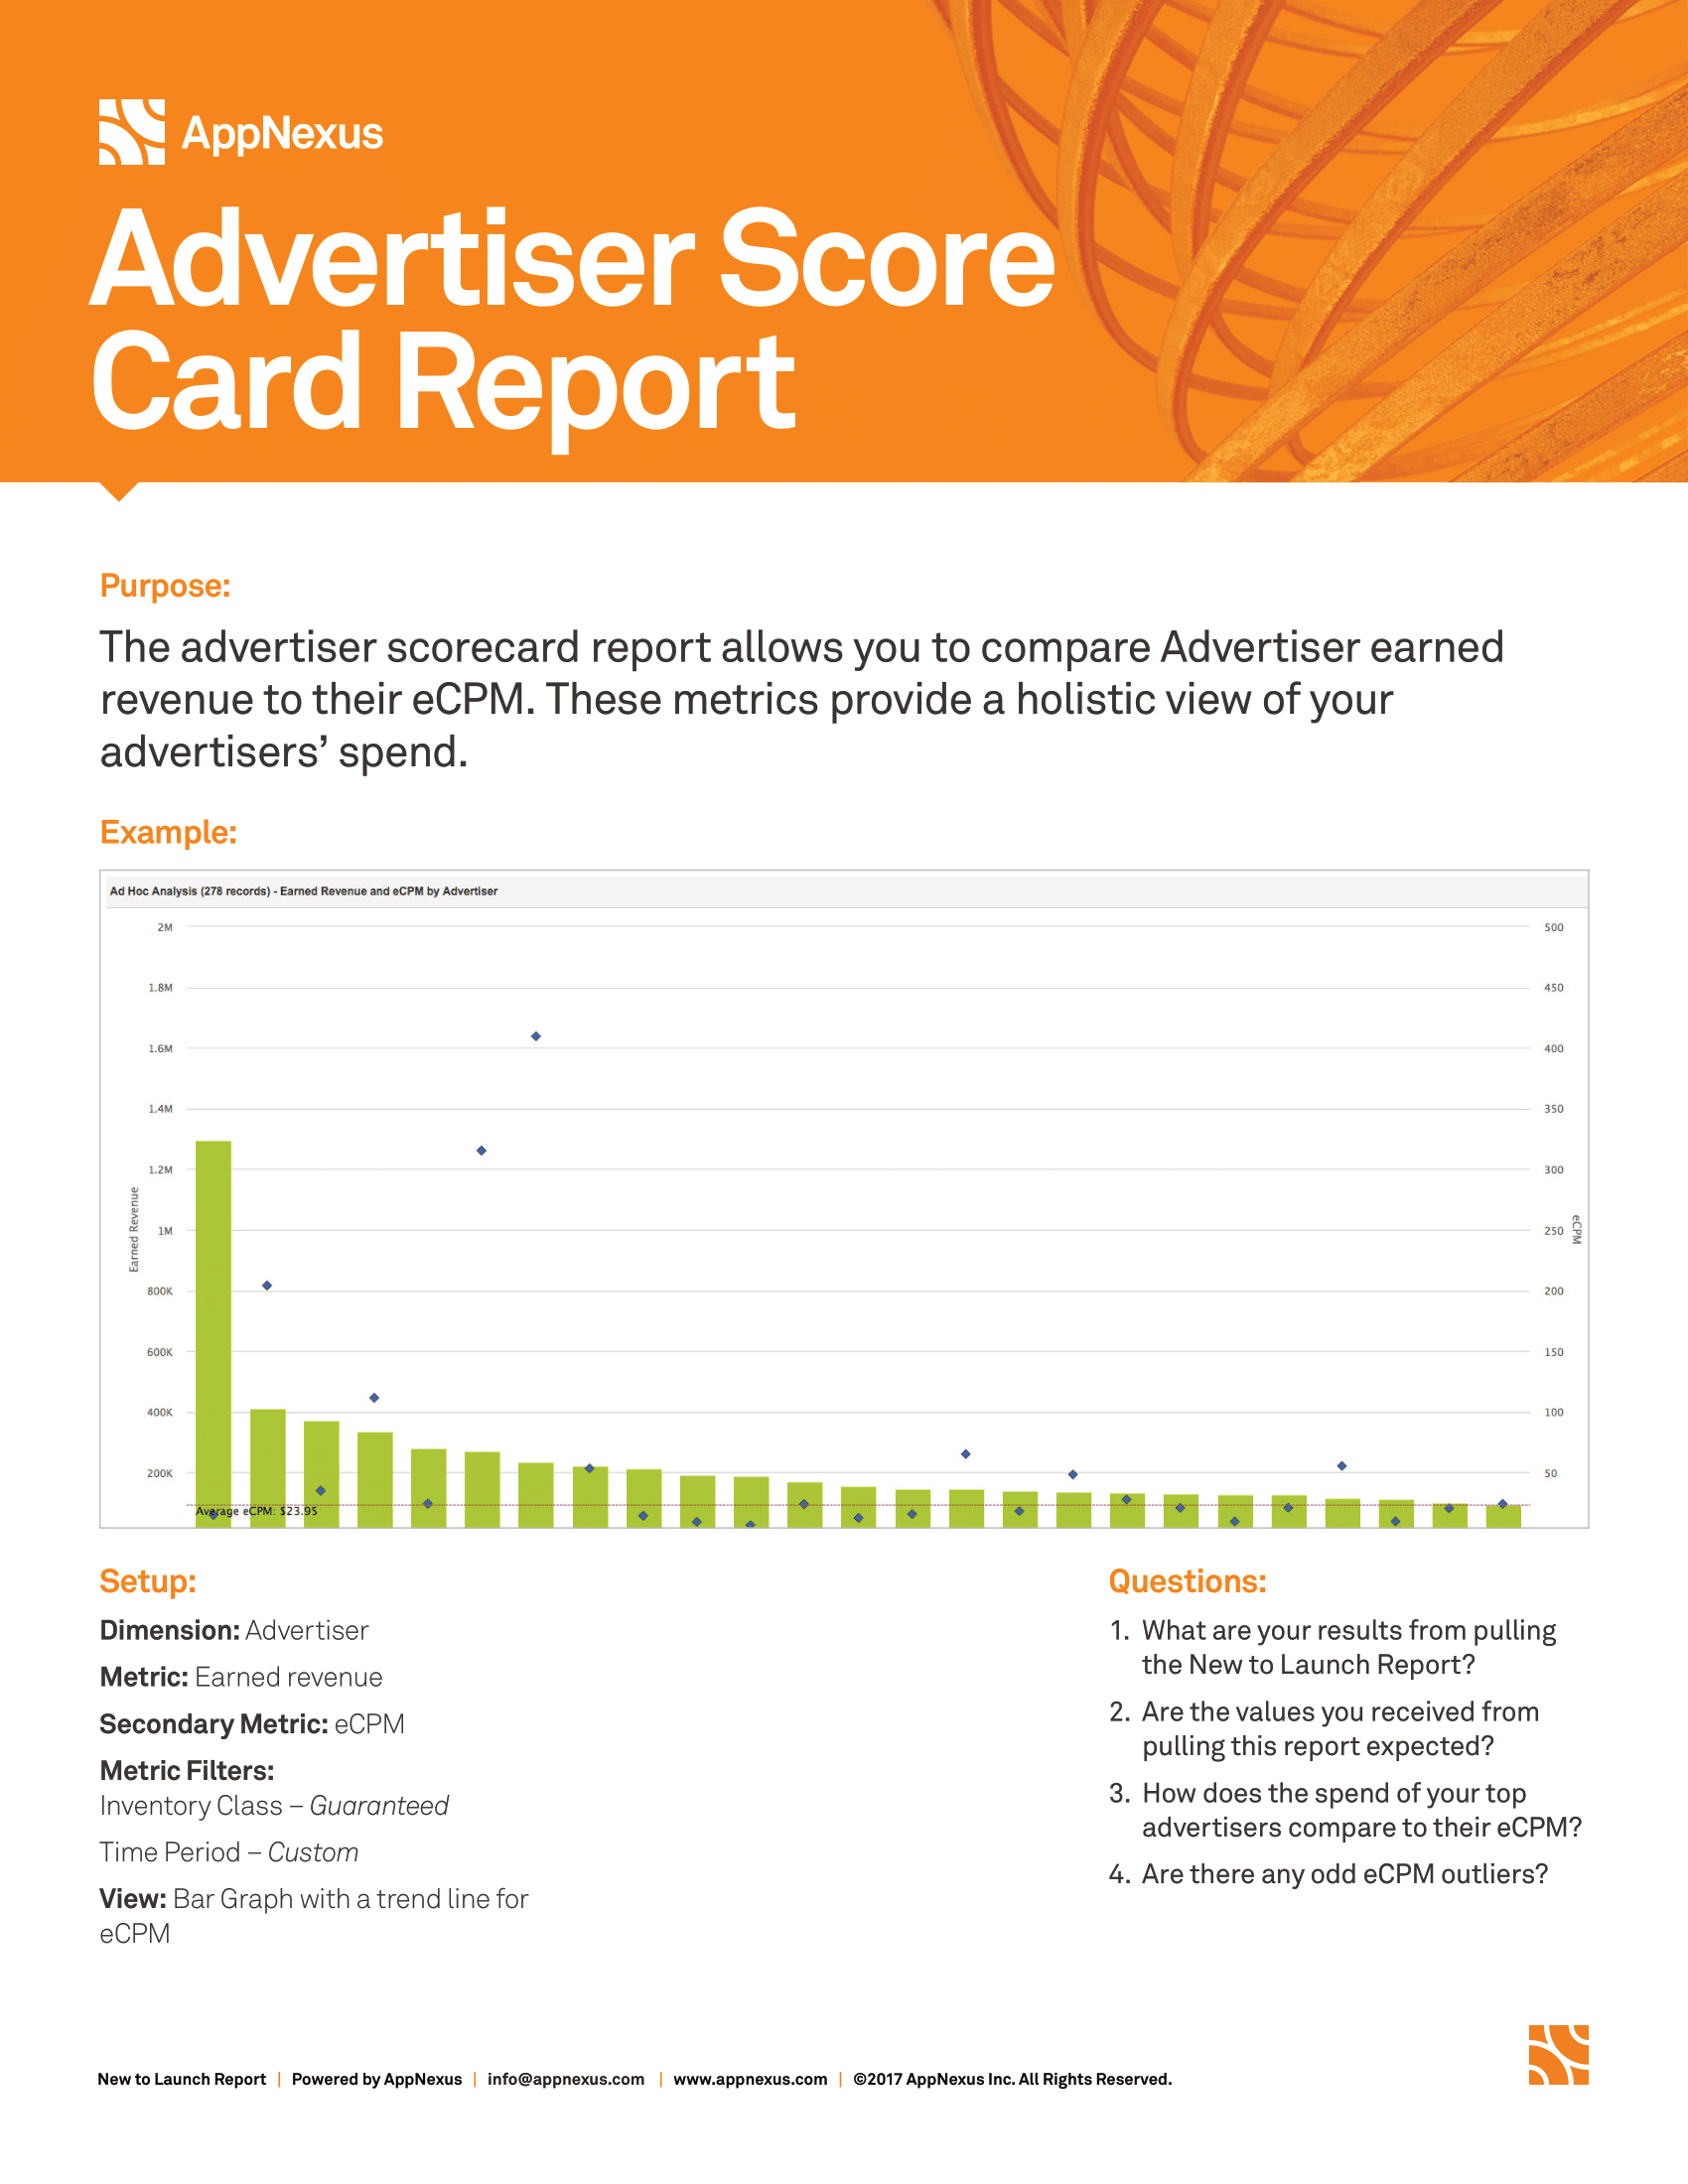 AppNexus
Advertiser Score
Card Report
Purpose:
The advertiser scorecard report allows you to compare Advertiser earned
revenue to their eCPM. These metrics provide a holistic view of your
advertisers’ spend.
Example:
Ad Hoc Analysis (278 records) - Earned Revenue and eCPM by Advertiser
2M
1.8M
1.6M
1.4M
1.2M
1M
800K
600K
400K
200K
Earned Revenue
500
450
400
350
300
250
200
150
100
50
eCPM
Average eCPM: $23.95
Setup:
Dimension: Advertiser
Metric: Earned revenue
Secondary Metric: eCPM
Metric Filters:
Inventory Class – Guaranteed
Time Period – Custom
View: Bar Graph with a trend line for
eCPM
Questions:
1. What are your results from pulling
the New to Launch Report?
2. Are the values you received from
pulling this report expected?
3. How does the spend of your top
advertisers compare to their eCPM?
4. Are there any odd eCPM outliers?
New to Launch Report | Powered by AppNexus | info@appnexus.com | www.appnexus.com | ©2017 AppNexus Inc. All Rights Reserved.